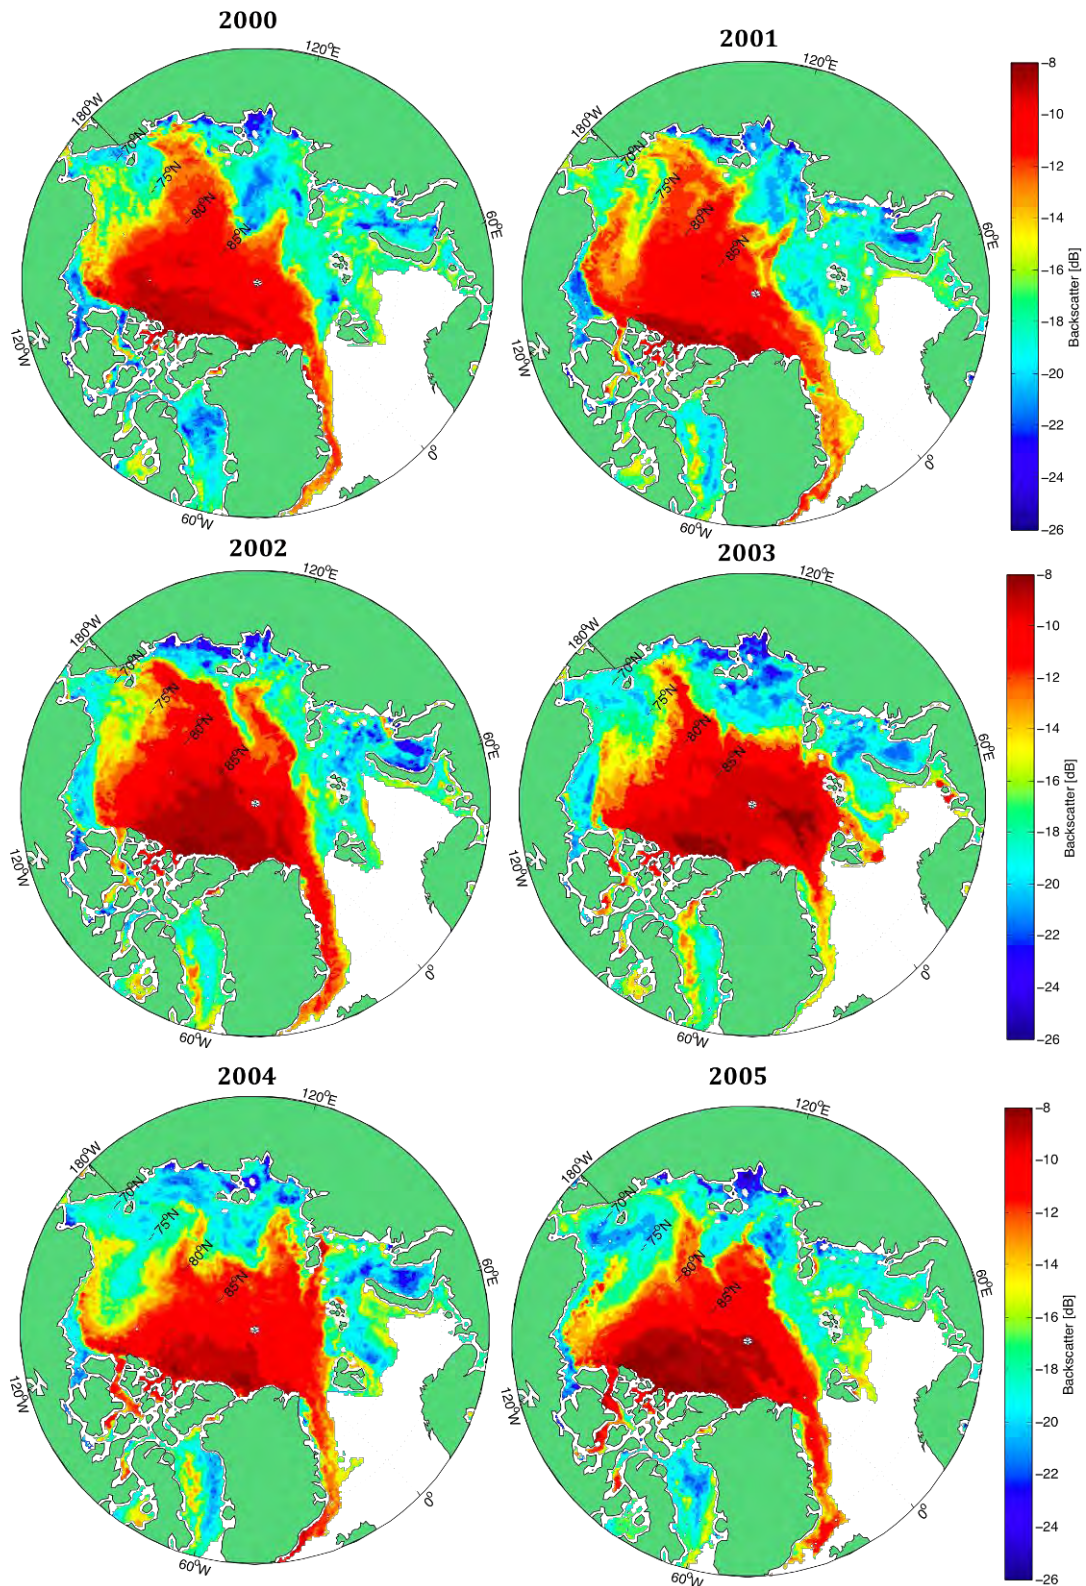 2000
2001
120°E
180°W
70°N
75°N
80°N
85°N
60°E
120°W
60°W
0°
120°E
180°W
70°N
75°N
80°N
85°N
60°E
120°W
60°W
0°
−8
−10
−12
−14
−16
−18
−20
−22
−24
−26
Backscatter [dB]
2002
2003
120°E
180°W
70°N
75°N
80°N
85°N
60°E
120°W
60°W
0°
120°E
180°W
70°N
75°N
80°N
85°N
60°E
120°W
60°W
0°
−8
−10
−12
−14
−16
−18
−20
−22
−24
−26
Backscatter [dB]
2004
2005
120°E
180°W
70°N
75°N
80°N
85°N
60°E
120°W
60°W
0°
120°E
180°W
70°N
75°N
80°N
85°N
60°E
120°W
60°W
0°
−8
−10
−12
−14
−16
−18
−20
−22
−24
−26
Backscatter [dB]